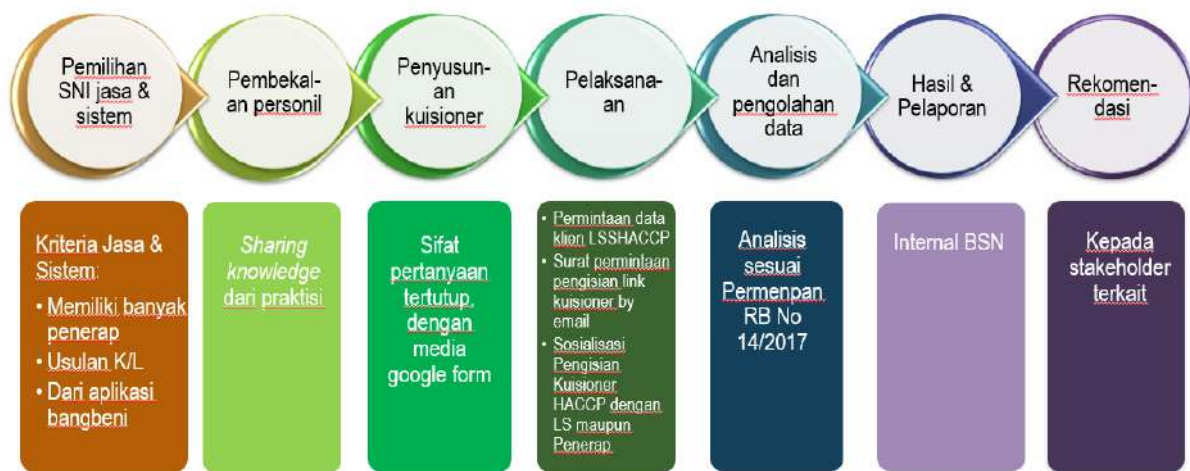 Pemilihan
SNI jasa &
sistem
Pembekal-
an personil
Penyusun-
an kuisioner
Pelaksana-
an
Analisis
dan
pengolahan
data
Hasil &
Pelaporan
Rekomen-
dasi
Kriteria Jasa &
Sistem:
• Memiliki banyak
penerap
• Usulan K/L
• Dari aplikasi
bangbeni
Sharing
knowledge
dari praktisi
Sifat
pertanyaan
tertutup,
dengan
media
google form
• Permintaan data
klien LSSHACCP
• Surat permintaan
pengisian link
kuisioner by
email
• Sosialisasi
Pengisian
Kuisioner
HACCP dengan
LS maupun
Penerap
Analisis
sesuai
Permenpan
RB No
14/2017
Internal BSN
Kepada
stakeholder
terkait